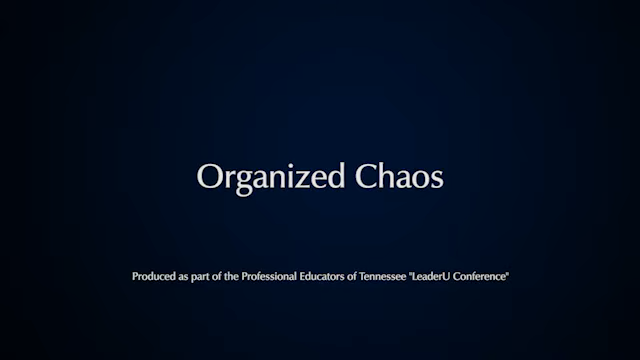 Organized Chaos
Produced as part of the Professional Educators of Tennessee "LeaderU Conference"